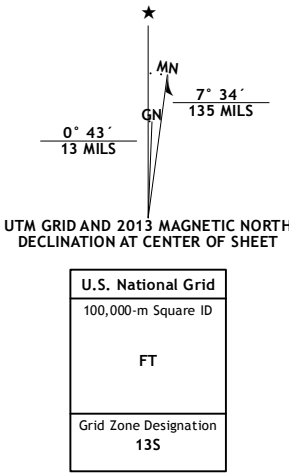 MN
GN
7° 34´
135 MILS
0° 43´
13 MILS
UTM GRID AND 2013 MAGNETIC NORTH
DECLINATION AT CENTER OF SHEET
U.S. National Grid
100,000-m Square ID
FT
Grid Zone Designation
13S